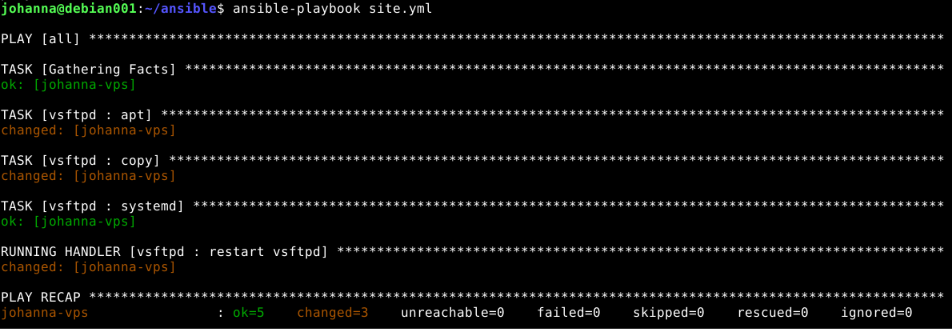 johanna@debian001:~/ansible$ ansible-playbook site.yml
PLAY [all] ***********************************************************************************************************
TASK [Gathering Facts] ***********************************************************************************************
ok: [johanna-vps]
TASK [vsftpd : apt] **************************************************************************************************
changed: [johanna-vps]
TASK [vsftpd : copy] *************************************************************************************************
changed: [johanna-vps]
TASK [vsftpd : systemd] **********************************************************************************************
ok: [johanna-vps]
RUNNING HANDLER [vsftpd : restart vsftpd] ****************************************************************************
changed: [johanna-vps]
PLAY RECAP ***********************************************************************************************************
johanna-vps                : ok=5    changed=3    unreachable=0    failed=0    skipped=0    rescued=0    ignored=0